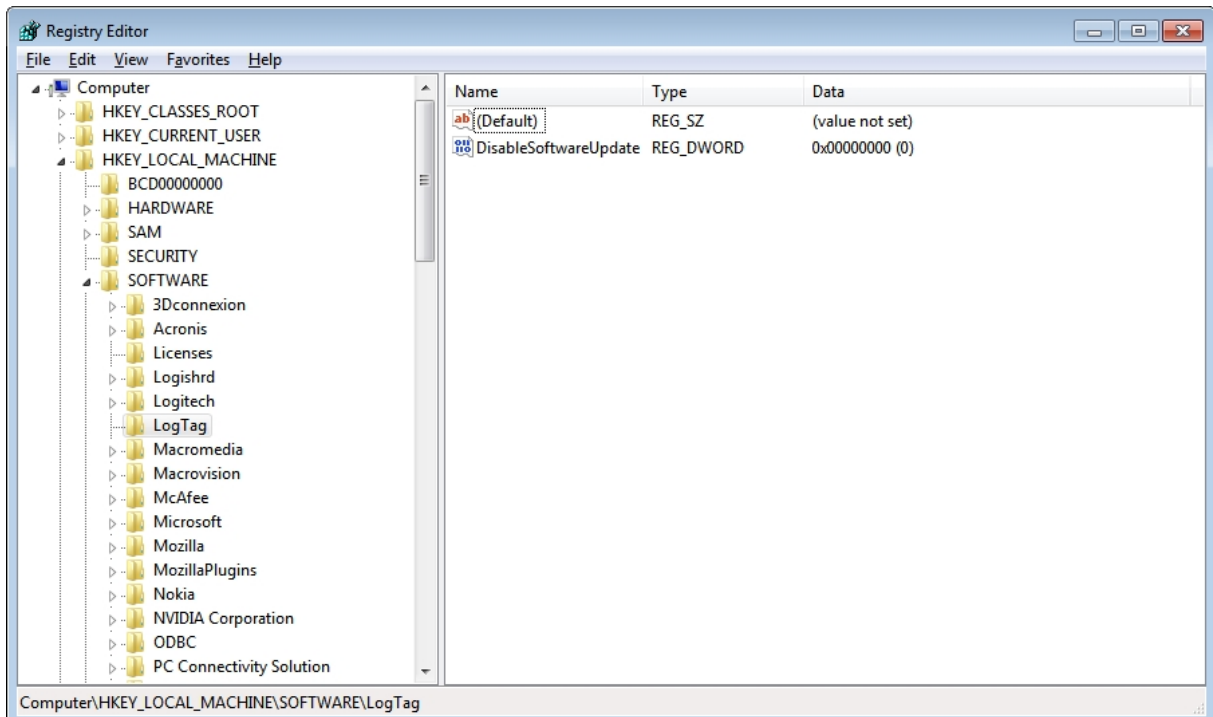 Registry Editor
File Edit View Favorites Help
Computer
HKEY_CLASSES_ROOT
HKEY_CURRENT_USER
HKEY_LOCAL_MACHINE
BCD00000000
HARDWARE
SAM
SECURITY
SOFTWARE
3Dconnexion
Acronis
Licenses
Logishrd
Logitech
LogTag
Macromedia
Macrovision
McAfee
Microsoft
Mozilla
MozillaPlugins
Nokia
NVIDIA Corporation
ODBC
PC Connectivity Solution
Name Type Data
ab (Default) REG_SZ (value not set)
DisableSoftwareUpdate REG_DWORD 0x00000000 (0)
Computer\HKEY_LOCAL_MACHINE\SOFTWARE\LogTag